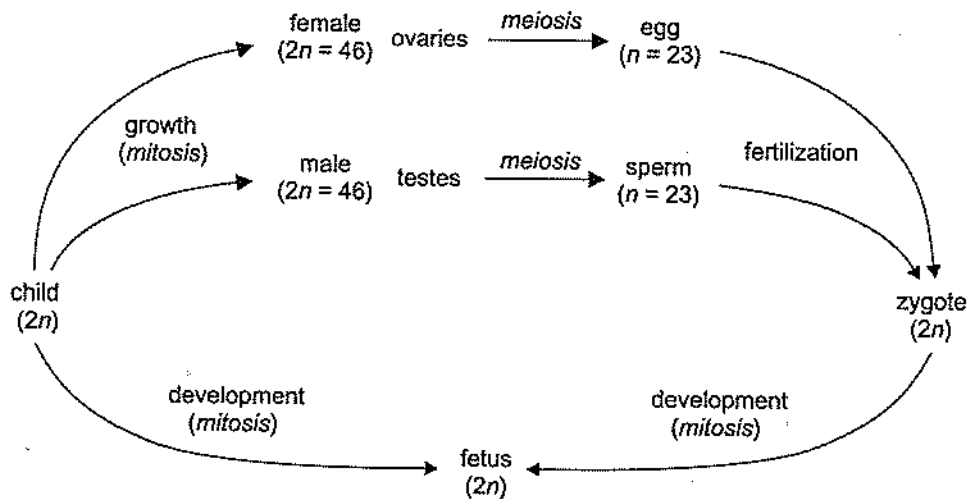 female
(2n = 46)
ovaries
meiosis
egg
(n = 23)
growth
(mitosis)
male
(2n = 46)
testes
meiosis
sperm
(n = 23)
fertilization
child
(2n)
zygote
(2n)
development
(mitosis)
development
(mitosis)
fetus
(2n)